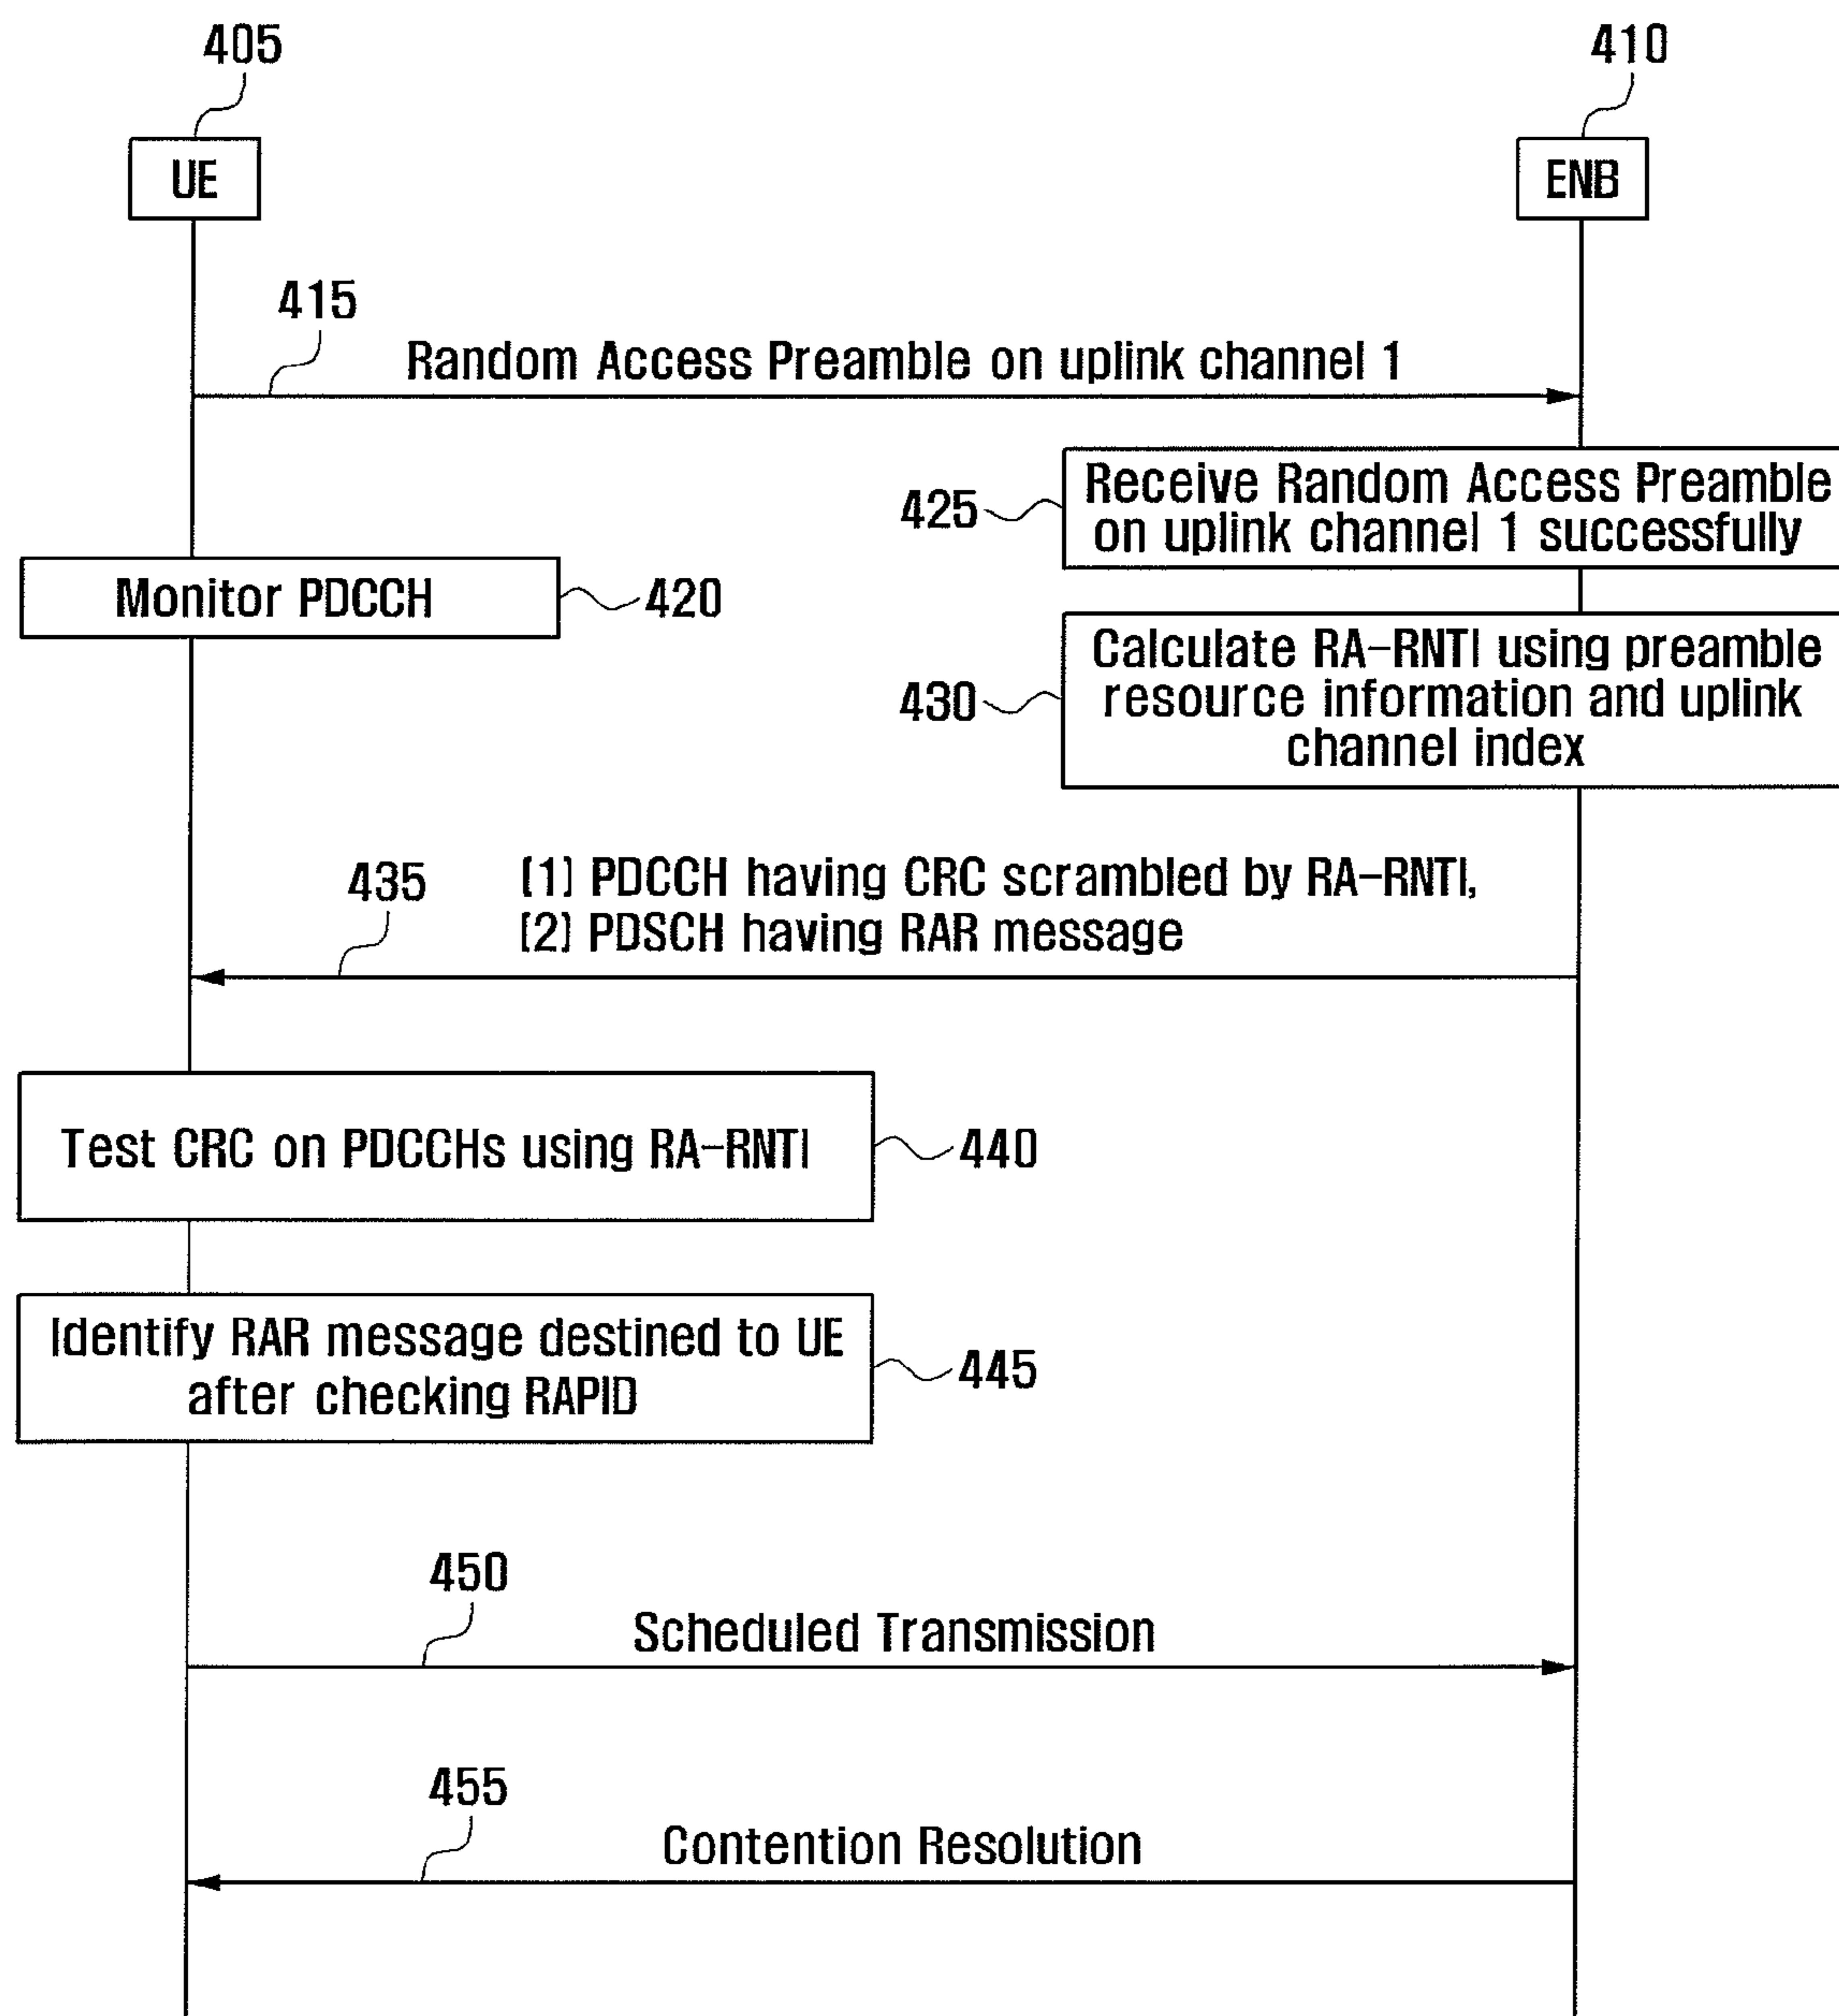 405
410
UE
ENB
415
Random Access Preamble on uplink channel 1
425
Receive Random Access Preamble
on uplink channel 1 successfully
Monitor PDCCH
420
430
Calculate RA-RNTI using preamble
resource information and uplink
channel index
435
(1) PDCCH having CRC scrambled by RA-RNTI,
(2) PDSCH having RAR message
Test CRC on PDCCHs using RA-RNTI
440
Identify RAR message destined to UE
after checking RAPID
445
450
Scheduled Transmission
455
Contention Resolution